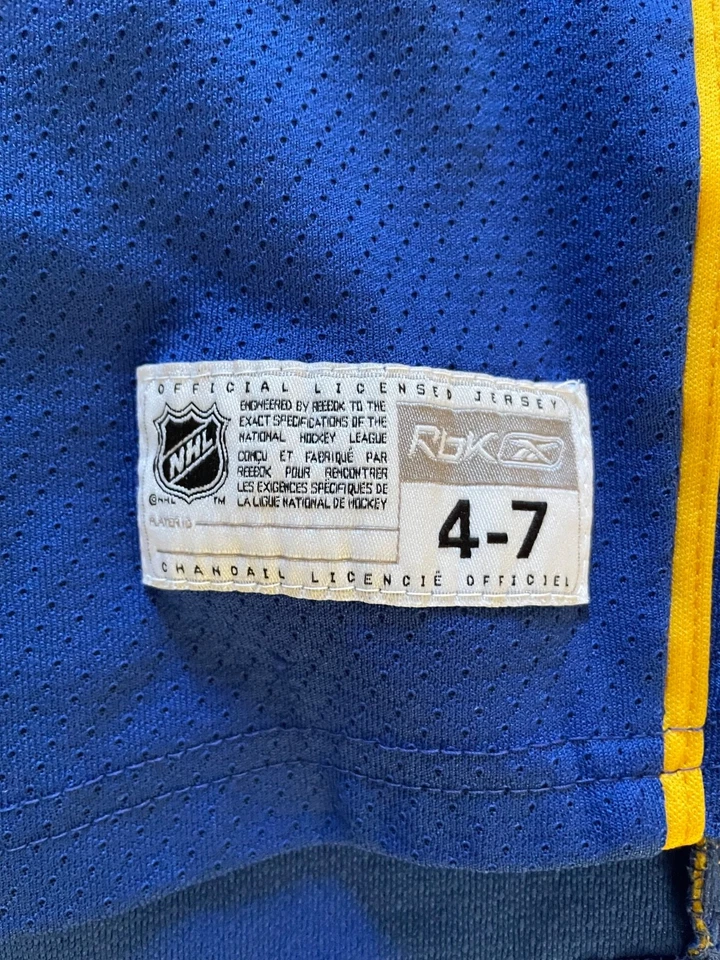 OFFICIAL LICENSED JERSEY
ENGINEERED BY REEBOK TO THE
EXACT SPECIFICATIONS OF THE
NATIONAL HOCKEY LEAGUE
CONÇU ET FABRIQUÉ PAR
REEBOK POUR RENCONTRER
LES EXIGENCES SPÉCIFIQUES DE
LA LIGUE NATIONAL DE HOCKEY
NHL
©NHL TM
PLAYER ID
RBK
4-7
CHANDAIL LICENCIÉ OFFICIEL